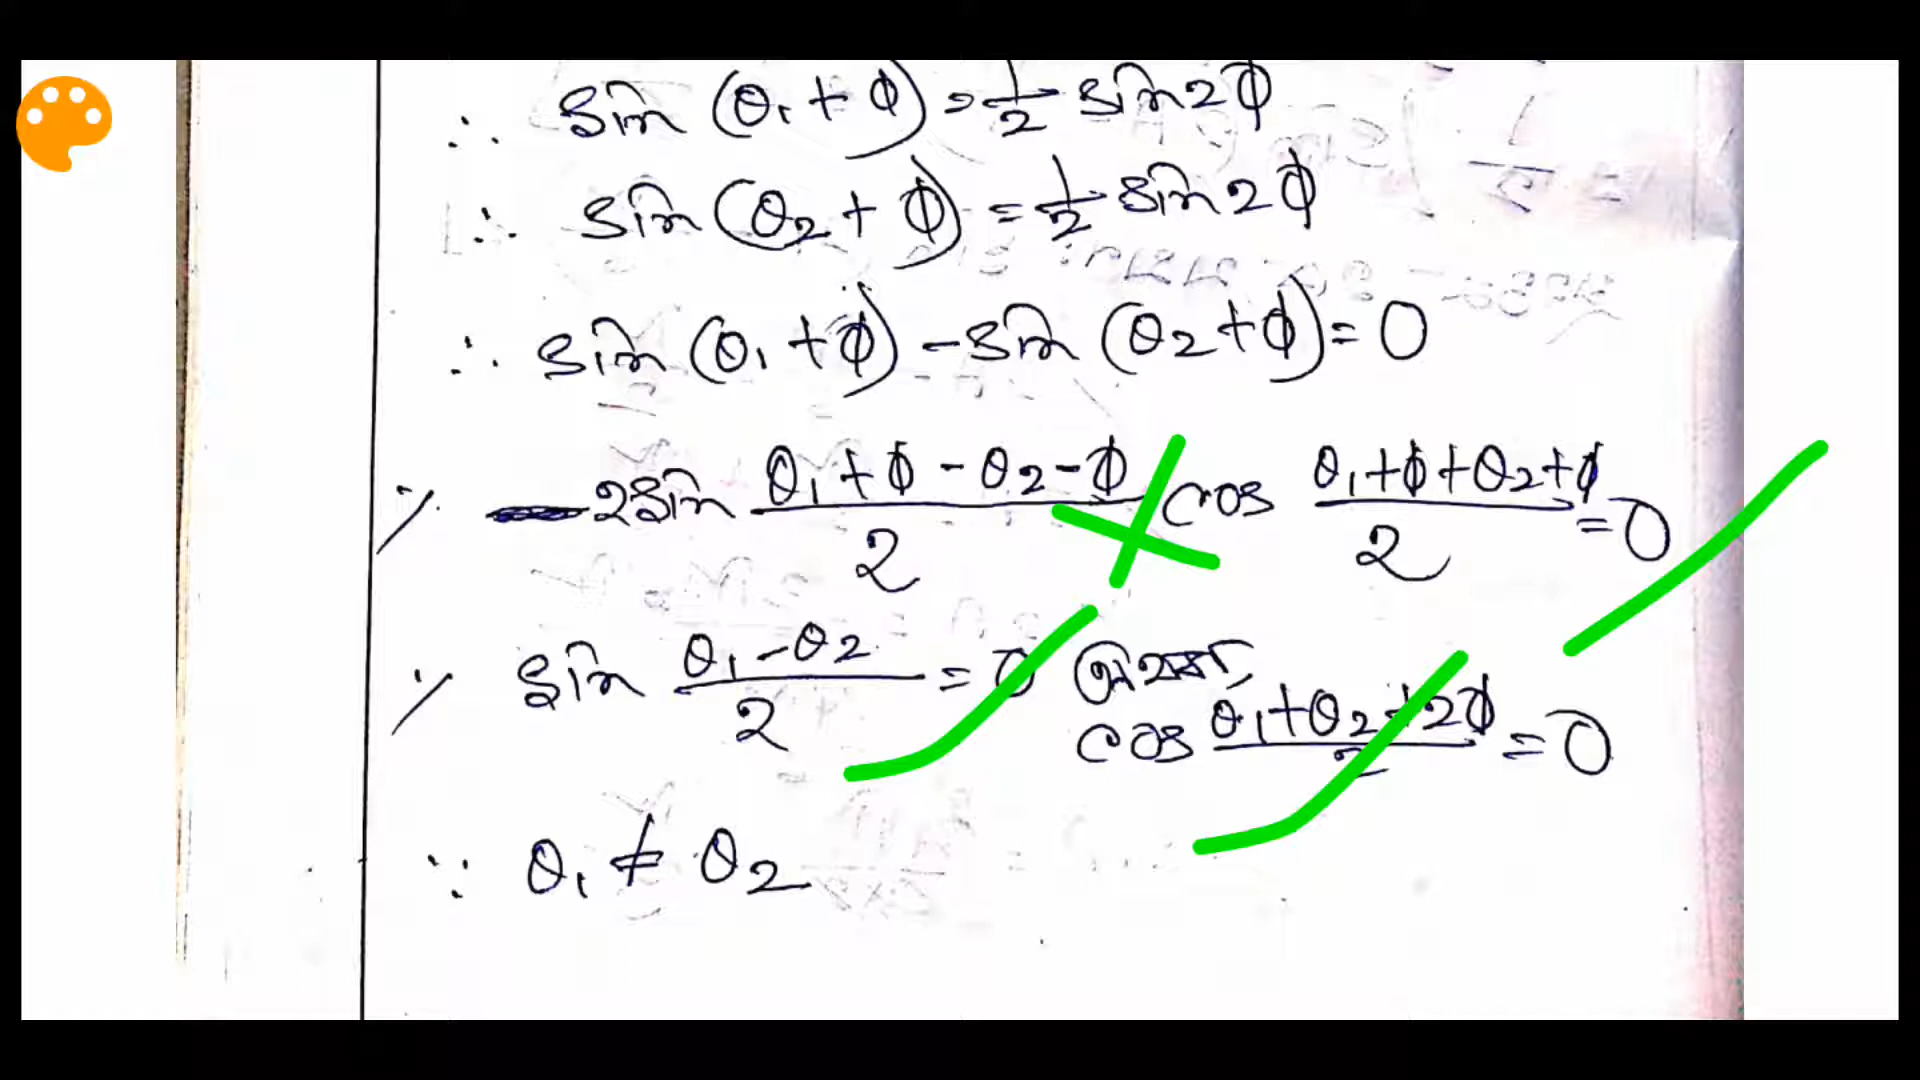 ∴ sin (θ₁ + ϕ) = 1/2 sin2ϕ
∴ sin (θ₂ + ϕ) = 1/2 sin2ϕ
∴ sin (θ₁ + ϕ) - sin (θ₂ + ϕ) = 0
2sin (θ₁ + ϕ - θ₂ - ϕ)/2 cos (θ₁ + ϕ + θ₂ + ϕ)/2 = 0
sin (θ₁ - θ₂)/2 = 0 cos (θ₁ + θ₂ + 2ϕ)/2 = 0
∵ θ₁ ≠ θ₂